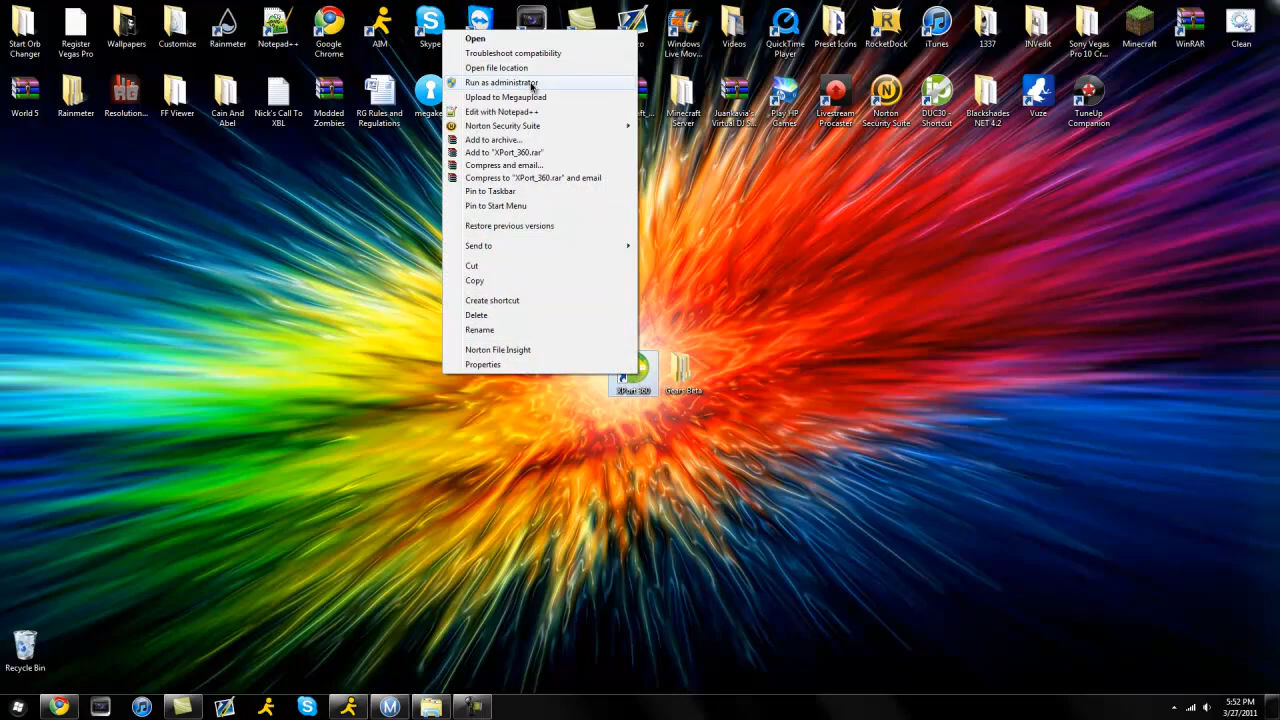 Start Orb
Changer
Register
Vegas Pro
Wallpapers
Customize
Rainmeter
Notepad++
Google
Chrome
AIM
Skype
Windows
Live Mov...
Videos
QuickTime
Player
Preset Icons
RocketDock
iTunes
1337
INVedit
Sony Vegas
Pro 10 Cr...
Minecraft
WinRAR
Clean
World 5
Rainmeter
Resolution...
FF Viewer
Cain And
Abel
Nick's Call To
XBL
Modded
Zombies
RG Rules and
Regulations
megake
Minecraft
Server
Juankavia's
Virtual DJ S...
Play HP
Games
Livestream
Procaster
Norton
Security Suite
DUC30 -
Shortcut
Blackshades
NET 4.2
Vuze
TuneUp
Companion
Open
Troubleshoot compatibility
Open file location
Run as administrator
Upload to Megaupload
Edit with Notepad++
Norton Security Suite
Add to archive...
Add to "XPort_360.rar"
Compress and email...
Compress to "XPort_360.rar" and email
Pin to Taskbar
Pin to Start Menu
Restore previous versions
Send to
Cut
Copy
Create shortcut
Delete
Rename
Norton File Insight
Properties
XPort 360
Gears Beta
Recycle Bin
5:52 PM
3/27/2011